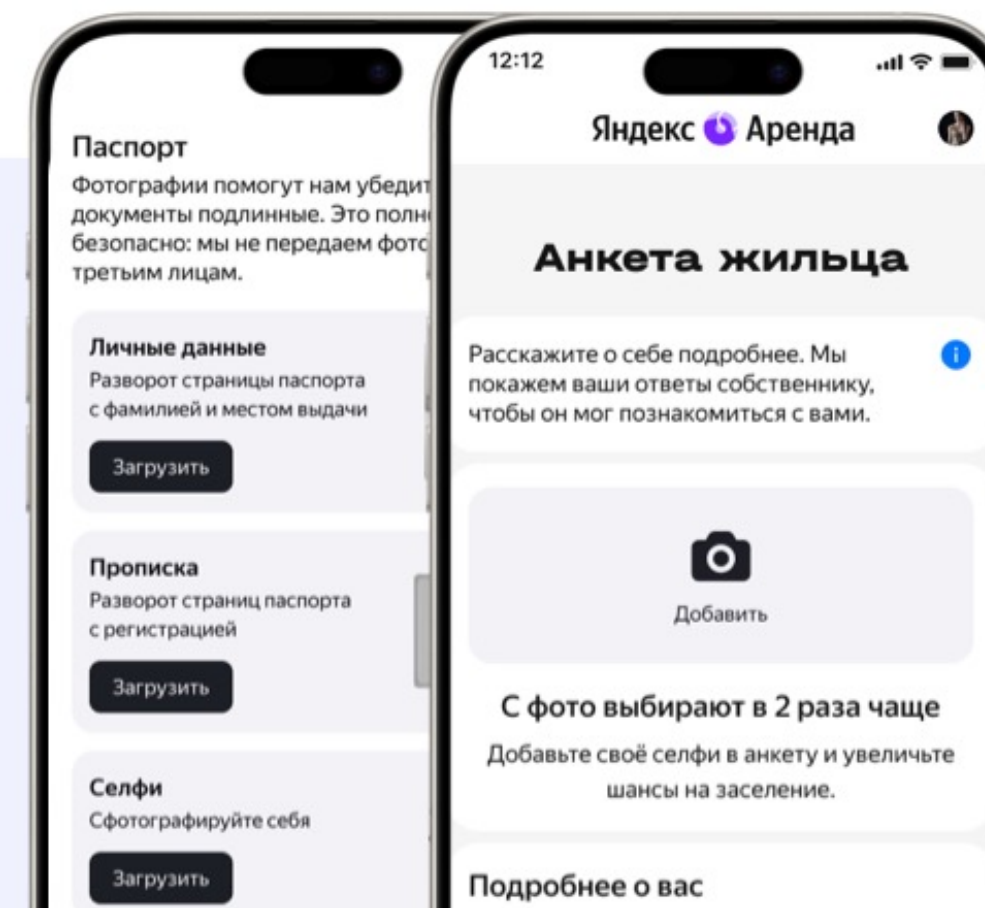 Паспорт
Фотографии помогут нам
документы подлинные. Это
безопасно: мы не передаем
третьим лицам.
Личные данные
Разворот страницы паспорта
с фамилией и местом выдачи
Загрузить
Прописка
Разворот страниц паспорта
с регистрацией
Загрузить
Селфи
Сфотографируйте себя
Загрузить
12:12
Яндекс Аренда
Анкета жильца
Расскажите о себе подробнее. Мы
покажем ваши ответы собственнику,
чтобы он мог познакомиться с вами.
Добавить
С фото выбирают в 2 раза чаще
Добавьте своё селфи в анкету и увеличьте
шансы на заселение.
Подробнее о вас